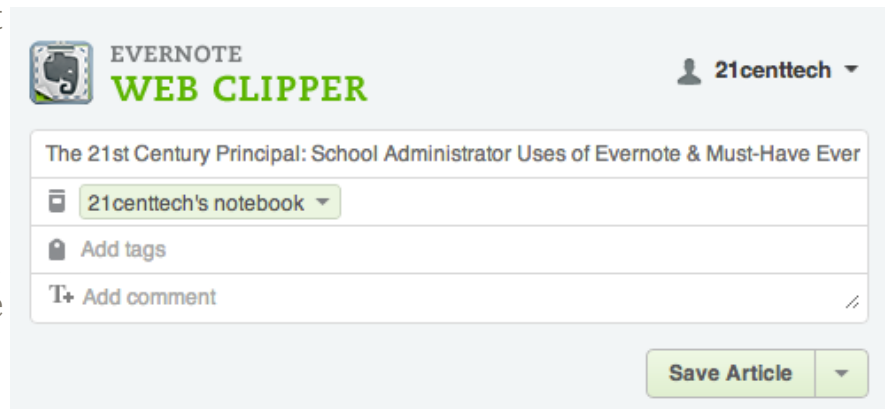 EVERNOTE
WEB CLIPPER
21centtech
The 21st Century Principal: School Administrator Uses of Evernote & Must-Have Ever
21centtech's notebook
Add tags
T+ Add comment
Save Article